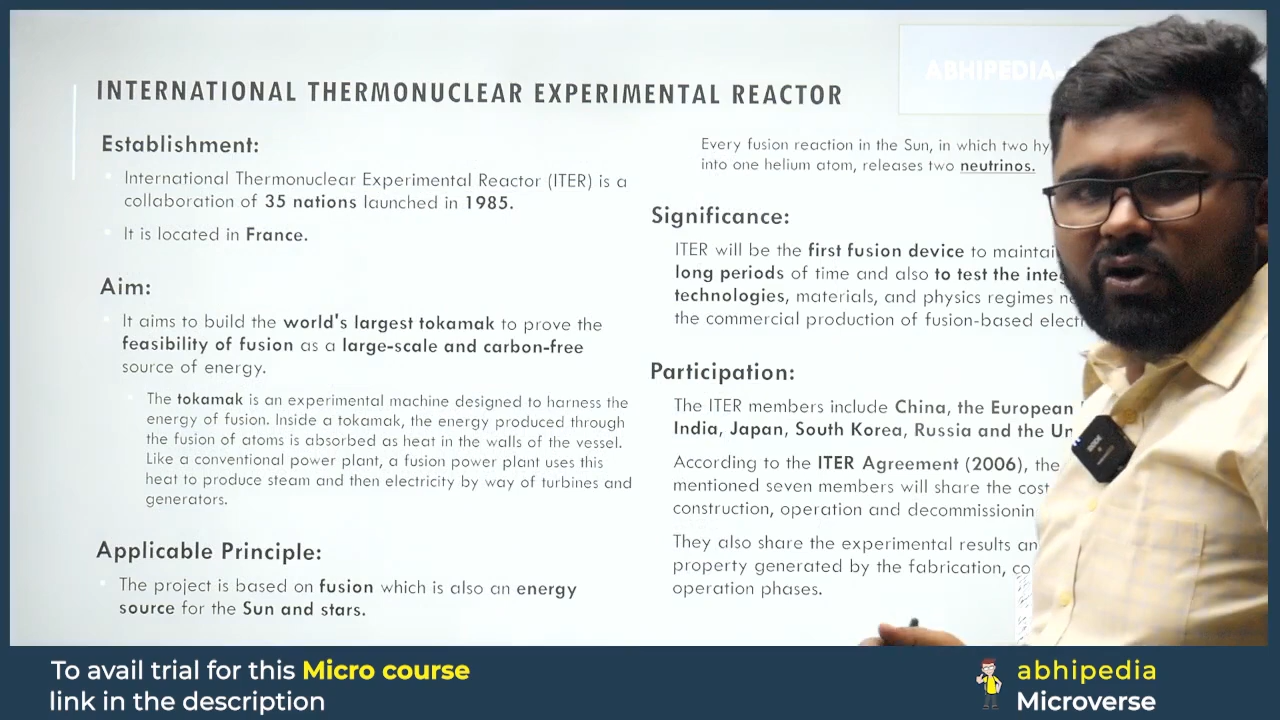 ABHIPEDIA
INTERNATIONAL THERMONUCLEAR EXPERIMENTAL REACTOR
Establishment:
International Thermonuclear Experimental Reactor (ITER) is a
collaboration of 35 nations launched in 1985.
It is located in France.
Aim:
It aims to build the world's largest tokamak to prove the
feasibility of fusion as a large-scale and carbon-free
source of energy.
The tokamak is an experimental machine designed to harness the
energy of fusion. Inside a tokamak, the energy produced through
the fusion of atoms is absorbed as heat in the walls of the vessel.
Like a conventional power plant, a fusion power plant uses this
heat to produce steam and then electricity by way of turbines and
generators.
Applicable Principle:
The project is based on fusion which is also an energy
source for the Sun and stars.
Every fusion reaction in the Sun, in which two hy
into one helium atom, releases two neutrinos.
Significance:
ITER will be the first fusion device to maintai
long periods of time and also to test the inte
technologies, materials, and physics regimes ne
the commercial production of fusion-based electr
Participation:
The ITER members include China, the European
India, Japan, South Korea, Russia and the Un
According to the ITER Agreement (2006), the
mentioned seven members will share the cost
construction, operation and decommissionin
They also share the experimental results an
property generated by the fabrication, co
operation phases.
To avail trial for this Micro course
link in the description
abhipedia
Microverse